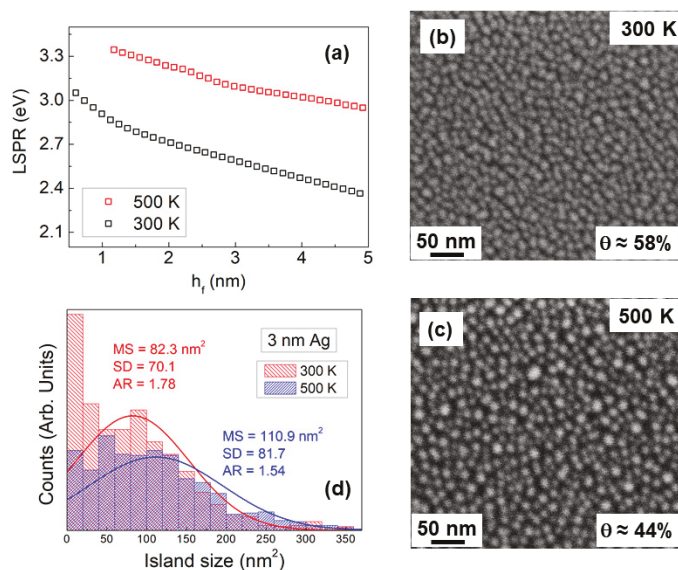 (a)
LSPR (eV)
3.3
3.0
2.7
2.4
2.1
500 K
300 K
1 2 3 4 5
h_f (nm)
(b)
300 K
50 nm
θ ≈ 58%
(c)
500 K
50 nm
θ ≈ 44%
Counts (Arb. Units)
3 nm Ag
MS = 82.3 nm²
SD = 70.1
AR = 1.78
300 K
500 K
MS = 110.9 nm²
SD = 81.7
AR = 1.54
(d)
0 50 100 150 200 250 300 350
Island size (nm²)